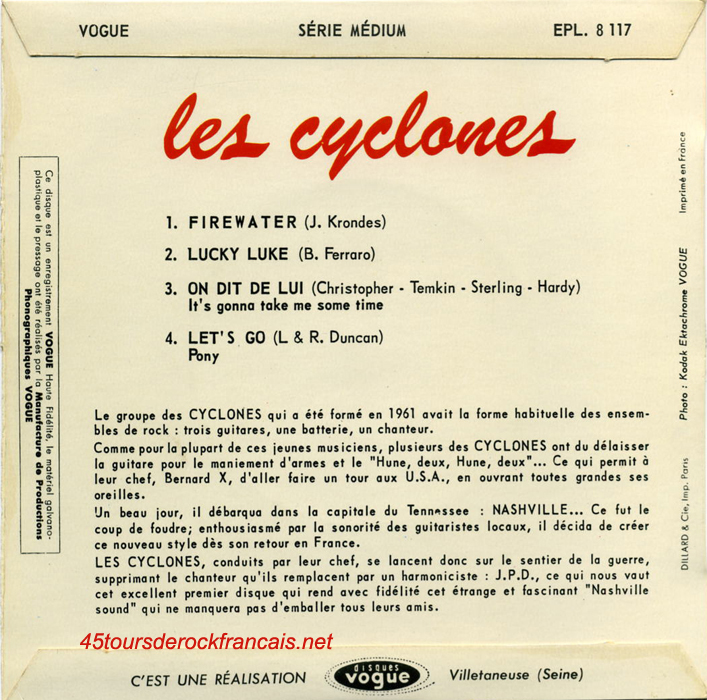 VOGUE SÉRIE MÉDIUM EPL. 8 117
les cyclones
1. FIREWATER (J. Krondes)
2. LUCKY LUKE (B. Ferraro)
3. ON DIT DE LUI (Christopher - Temkin - Sterling - Hardy)
It's gonna take me some time
4. LET'S GO (L & R. Duncan)
Pony
Le groupe des CYCLONES qui a été formé en 1961 avait la forme habituelle des ensem-
bles de rock : trois guitares, une batterie, un chanteur.
Comme pour la plupart de ces jeunes musiciens, plusieurs des CYCLONES ont du délaisser
la guitare pour le maniement d'armes et le "Hune, deux, Hune, deux"... Ce qui permit à
leur chef, Bernard X, d'aller faire un tour aux U.S.A., en ouvrant toutes grandes ses
oreilles.
Un beau jour, il débarqua dans la capitale du Tennessee : NASHVILLE... Ce fut le
coup de foudre; enthousiasmé par la sonorité des guitaristes locaux, il décida de créer
ce nouveau style dès son retour en France.
LES CYCLONES, conduits par leur chef, se lancent donc sur le sentier de la guerre,
supprimant le chanteur qu'ils remplacent par un harmoniciste : J.P.D., ce qui nous vaut
cet excellent premier disque qui rend avec fidélité cet étrange et fascinant "Nashville
sound" qui ne manquera pas d'emballer tous leurs amis.
45toursderockfrancais.net
C'EST UNE RÉALISATION disques vogue Villetaneuse (Seine)
Ce disque est un enregistrement VOGUE Haute Fidélité, le matériel galvano-
plastique et le pressage ont été réalisés par la Manufacture de Productions
Phonographiques VOGUE
DILLARD & Cie, Imp. Paris Photo : Kodak Ektachrome VOGUE Imprimé en France